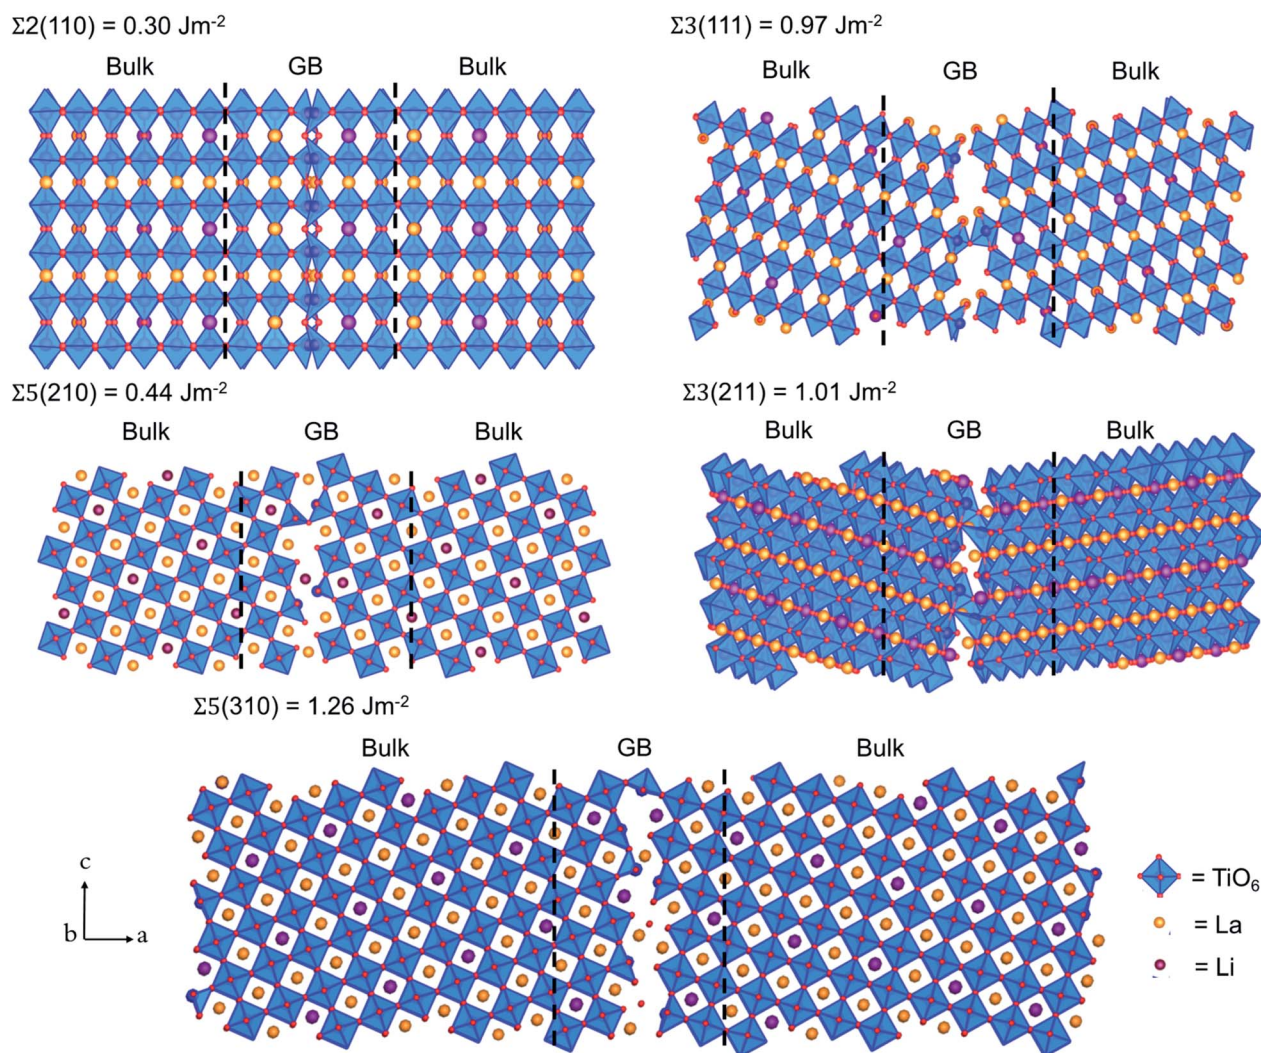 Σ2(110) = 0.30 Jm⁻²
Bulk GB Bulk
Σ3(111) = 0.97 Jm⁻²
Bulk GB Bulk
Σ5(210) = 0.44 Jm⁻²
Bulk GB Bulk
Σ3(211) = 1.01 Jm⁻²
Bulk GB Bulk
Σ5(310) = 1.26 Jm⁻²
Bulk GB Bulk
c
b a
= TiO₆
= La
= Li